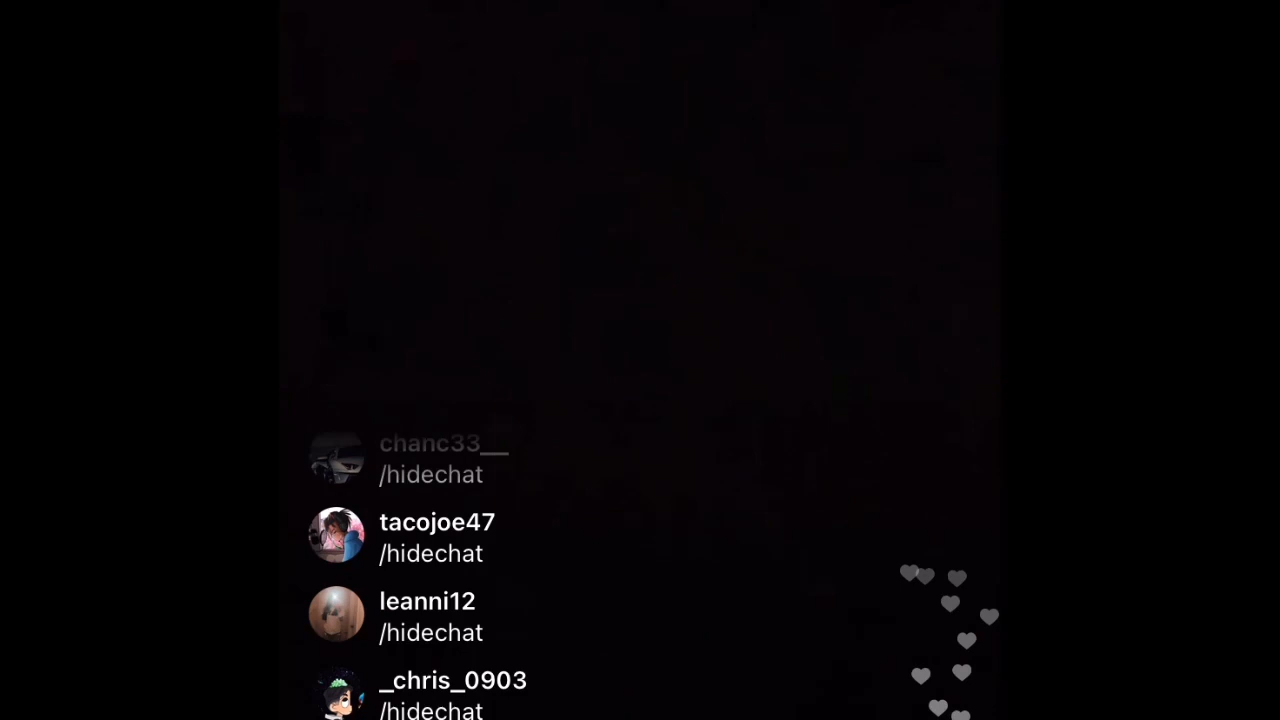 chanc33__
/hidechat
tacojoe47
/hidechat
leanni12
/hidechat
_chris_0903
/hidechat